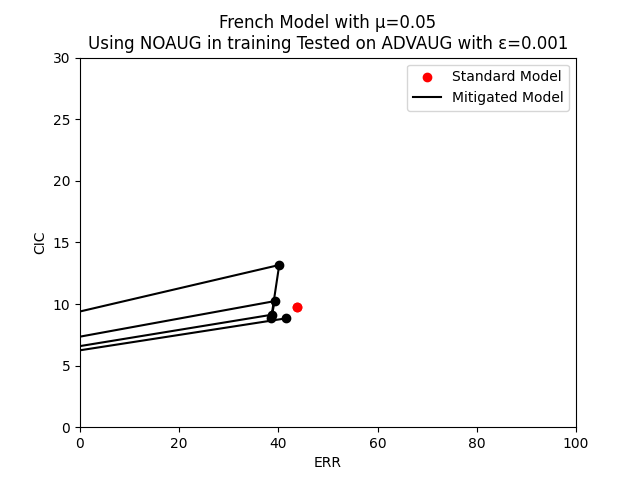 French Model with μ=0.05
Using NOAUG in training Tested on ADVAUG with ε=0.001
30
25
20
15
10
5
0
CIC
Standard Model
Mitigated Model
0 20 40 60 80 100
ERR